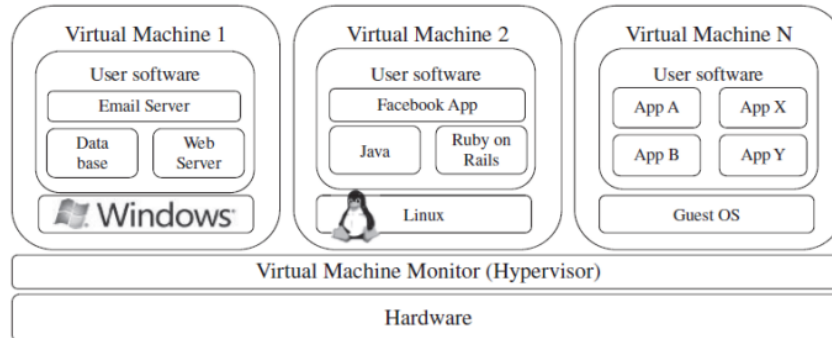 Virtual Machine 1
User software
Email Server
Data
base
Web
Server
Windows
Virtual Machine 2
User software
Facebook App
Java
Ruby on
Rails
Linux
Virtual Machine N
User software
App A
App X
App B
App Y
Guest OS
Virtual Machine Monitor (Hypervisor)
Hardware